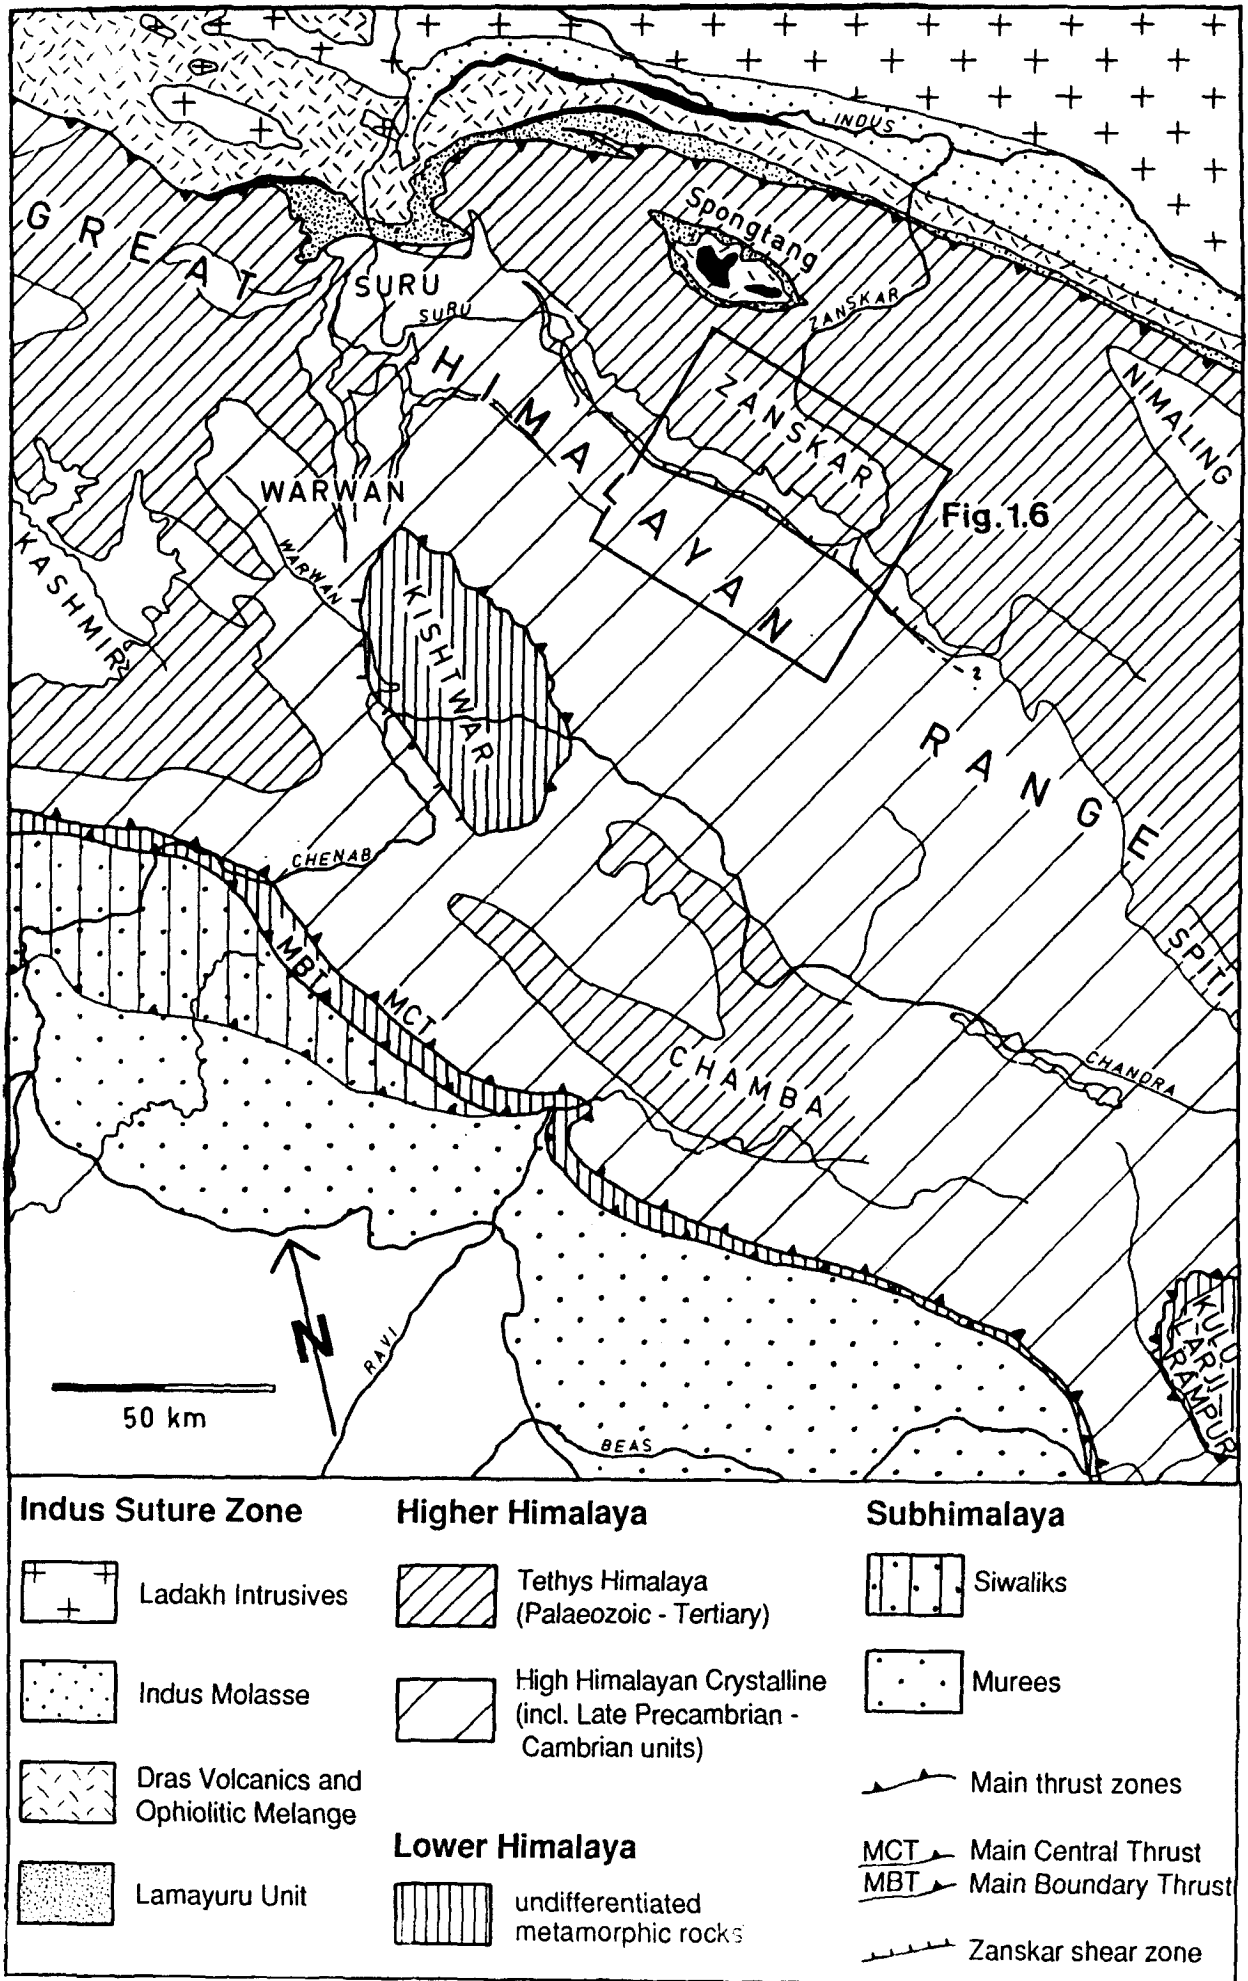 INDUS
GREAT
Spongtang
SURU
SURU
ZANSKAR
HIMALAYAN
ZANSKAR
NIMALING
WARWAN
Fig.1.6
KASHMIR
WARWAN
KISHTWAR
?
RANGE
CHENAB
SPITI
MBT
MCT
CHAMBA
CHANDRA
N
RAVI
KULU
LARJI-
RAMPUR
50 km
BEAS
Indus Suture Zone
Ladakh Intrusives
Indus Molasse
Dras Volcanics and
Ophiolitic Melange
Lamayuru Unit
Higher Himalaya
Tethys Himalaya
(Palaeozoic - Tertiary)
High Himalayan Crystalline
(incl. Late Precambrian -
Cambrian units)
Lower Himalaya
undifferentiated
metamorphic rocks
Subhimalaya
Siwaliks
Murees
Main thrust zones
MCT Main Central Thrust
MBT Main Boundary Thrust
Zanskar shear zone